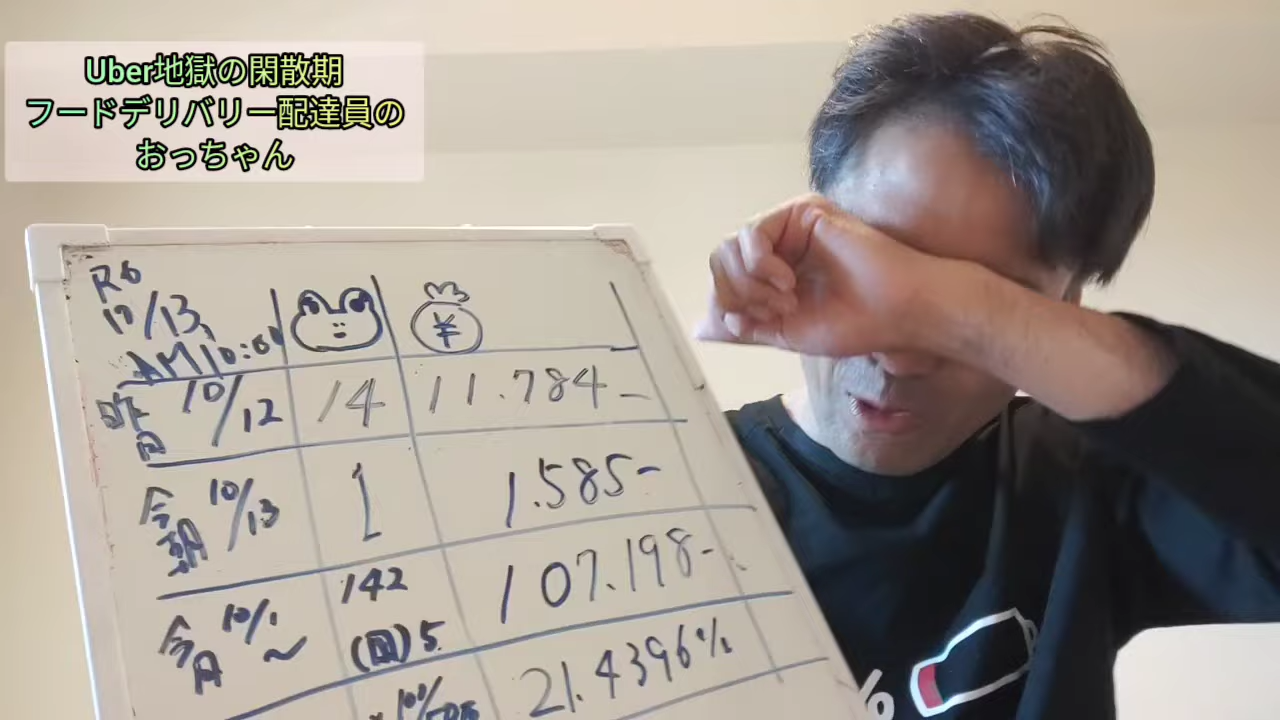 Uber地獄の閑散期
フードデリバリー配達員の
おっちゃん
R6
10/13,
AM10:
¥
昨日 10/12 14 11.784-
今朝 10/13 1 1.585-
今月 10/1~ 142 (回)5 107.198-
21.4396%
%